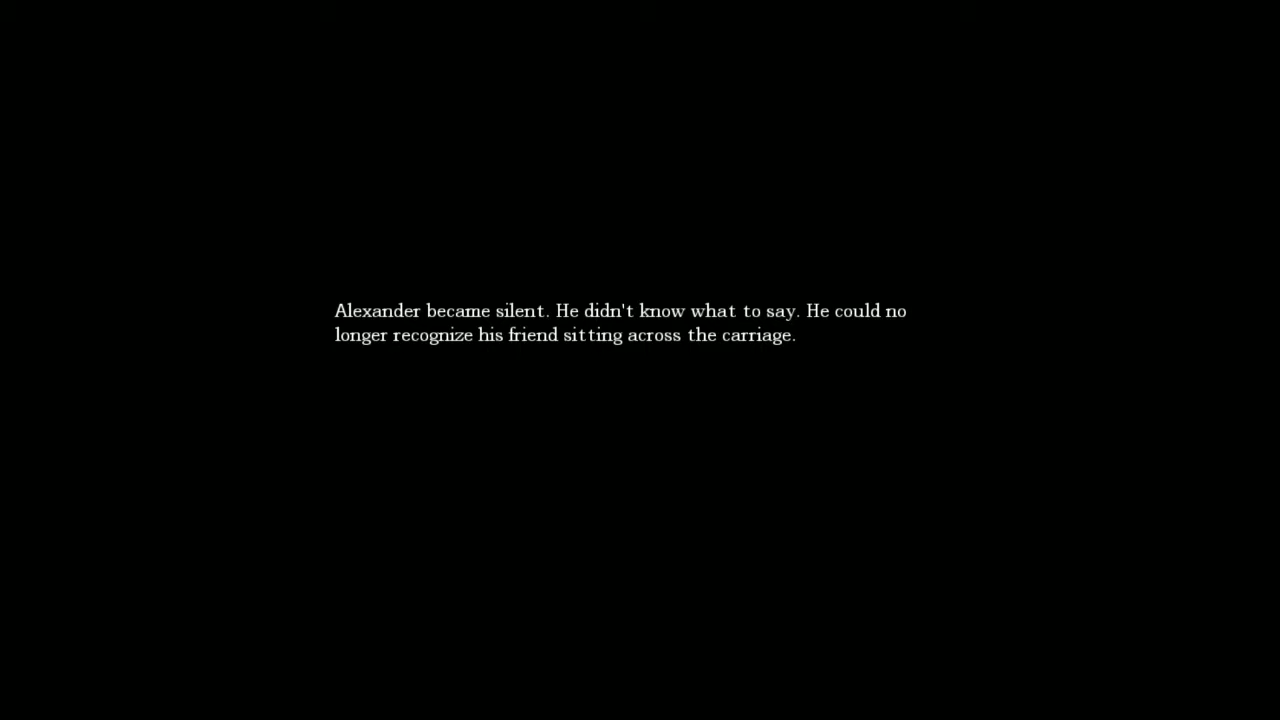 Alexander became silent. He didn't know what to say. He could no
longer recognize his friend sitting across the carriage.